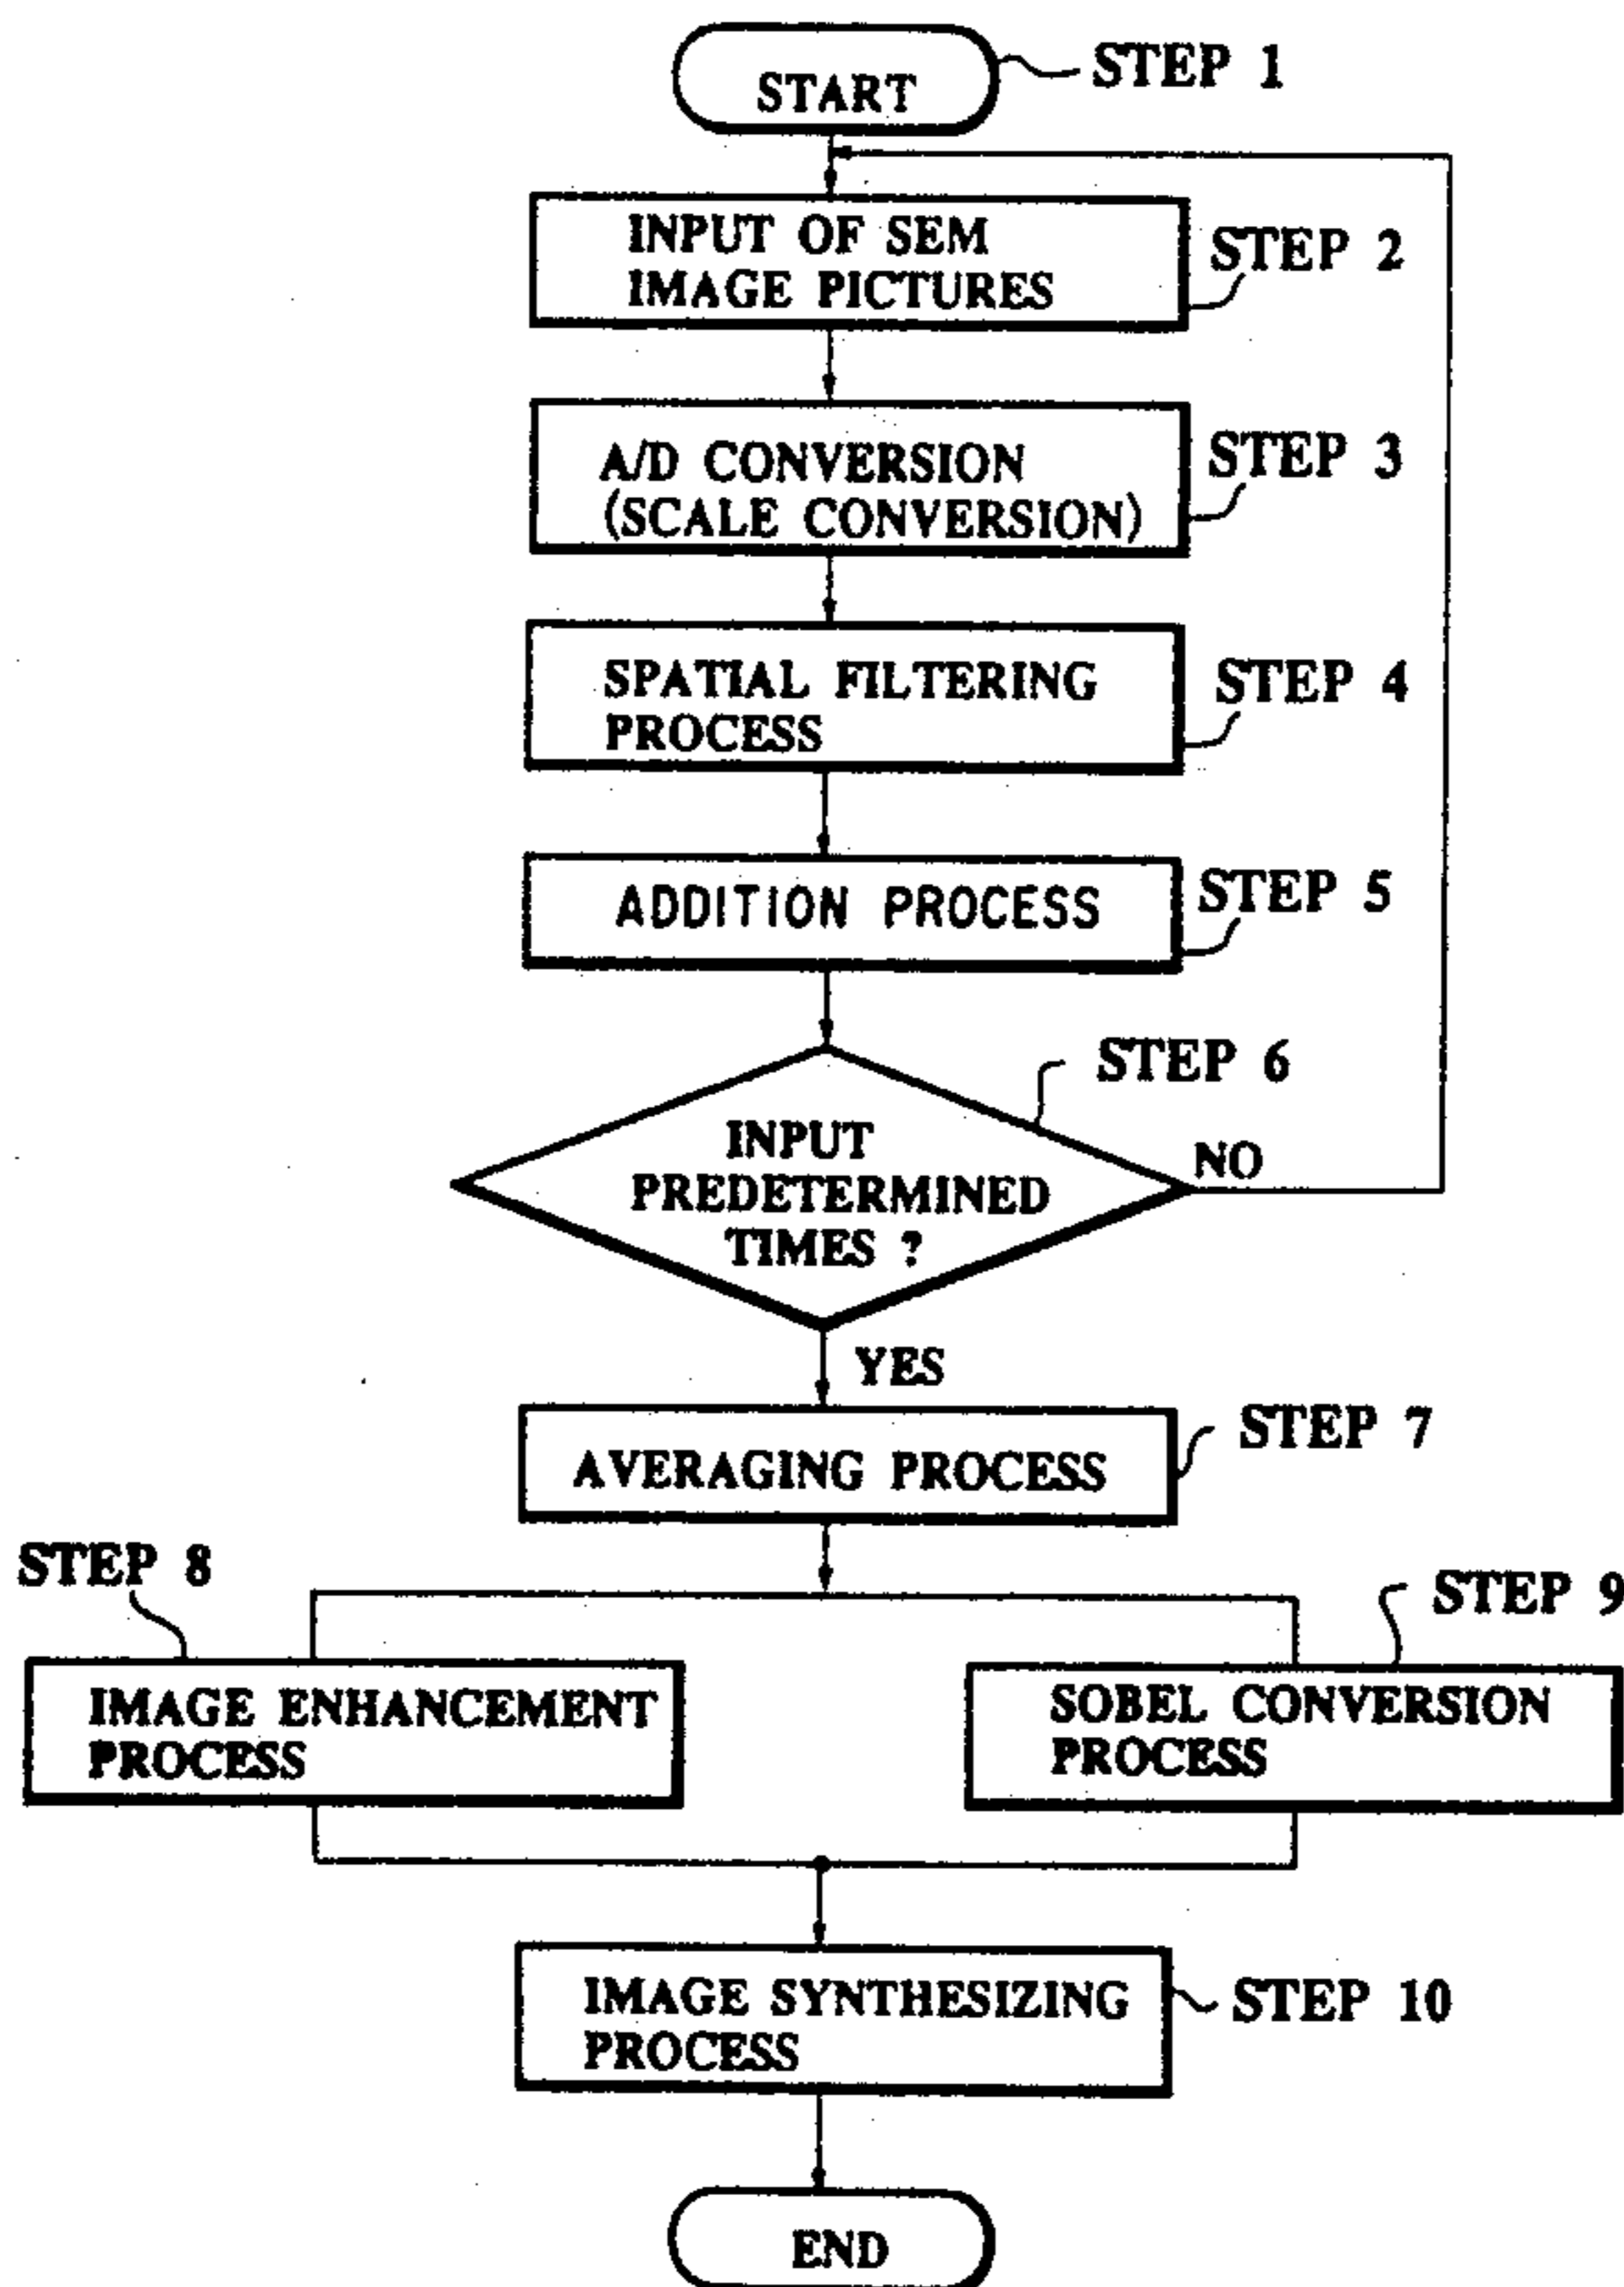 START
STEP 1
INPUT OF SEM
IMAGE PICTURES
STEP 2
A/D CONVERSION
(SCALE CONVERSION)
STEP 3
SPATIAL FILTERING
PROCESS
STEP 4
ADDITION PROCESS
STEP 5
STEP 6
INPUT
PREDETERMINED
TIMES ?
NO
YES
AVERAGING PROCESS
STEP 7
STEP 8
IMAGE ENHANCEMENT
PROCESS
STEP 9
SOBEL CONVERSION
PROCESS
IMAGE SYNTHESIZING
PROCESS
STEP 10
END